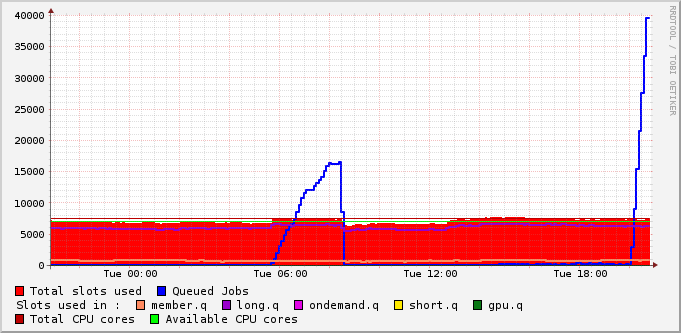 40000
35000
30000
25000
20000
15000
10000
5000
0
Tue 00:00 Tue 06:00 Tue 12:00 Tue 18:00
Total slots used Queued Jobs
Slots used in : member.q long.q ondemand.q short.q gpu.q
Total CPU cores Available CPU cores
RRDTOOL / TOBI OETIKER